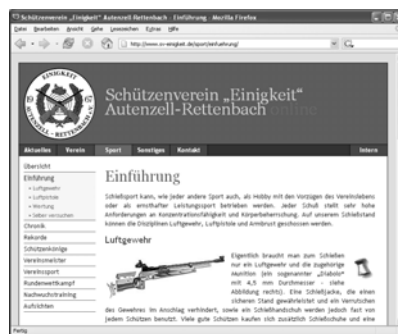 Schützenverein „Einigkeit" Autenzell-Rettenbach - Einführung - Mozilla Firefox
Datei Bearbeiten Ansicht Gehe Lesezeichen Extras Hilfe
http://www.sv-einigkeit.de/sport/einfuehrung/
EINIGKEIT
AUTENZELL - RETTENBACH
Schützenverein „Einigkeit"
Autenzell-Rettenbach online
Aktuelles Verein Sport Sonstiges Kontakt Intern
Übersicht
Einführung
» Luftgewehr
» Luftpistole
» Wertung
» Selber versuchen
Chronik
Rekorde
Schützenkönige
Vereinsmeister
Vereinssport
Rundenwettkampf
Nachwuchstraining
Aufsichten
Einführung
Schießsport kann, wie jeder andere Sport auch, als Hobby mit den Vorzügen des Vereinslebens
oder als ernsthafter Leistungssport betrieben werden. Jeder Schuß stellt sehr hohe
Anforderungen an Konzentrationsfähigkeit und Körperbeherrschung. Auf unserem Schießstand
können die Disziplinen Luftgewehr, Luftpistole und Armbrust geschossen werden.
Luftgewehr
Eigentlich braucht man zum Schießen
nur ein Luftgewehr und die zugehörige
Munition (ein sogenannter „Diabolo"
mit 4,5 mm Durchmesser - siehe
Abbildung rechts). Eine Schießjacke, die einen
sicheren Stand gewährleistet und ein Verrutschen
des Gewehres im Anschlag verhindert, sowie ein Schießhandschuh werden jedoch fast von
jedem Schützen benutzt. Viele gute Schützen kaufen sich zusätzlich Schießschuhe und eine
Fertig